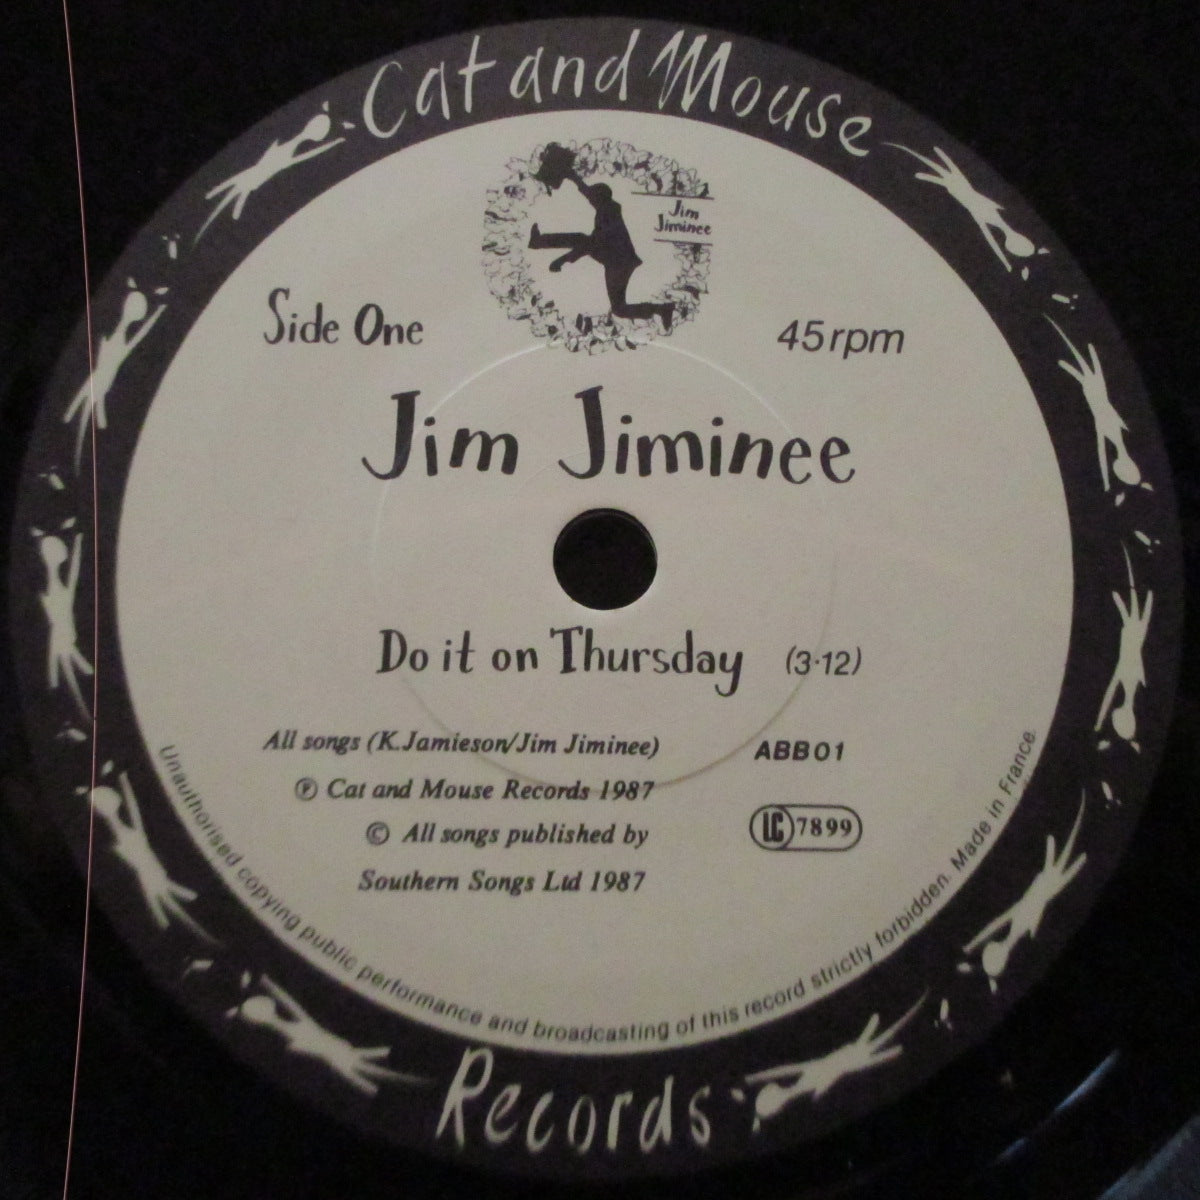 Cat and Mouse
Jim
Jiminee
Side One
45rpm
Jim Jiminee
Do it on Thursday (3·12)
All songs (K.Jamieson/Jim Jiminee)
ABB01
℗ Cat and Mouse Records 1987
© All songs published by
LC 7899
Southern Songs Ltd 1987
Unauthorised copying public performance and broadcasting of this record strictly forbidden. Made in France.
Records